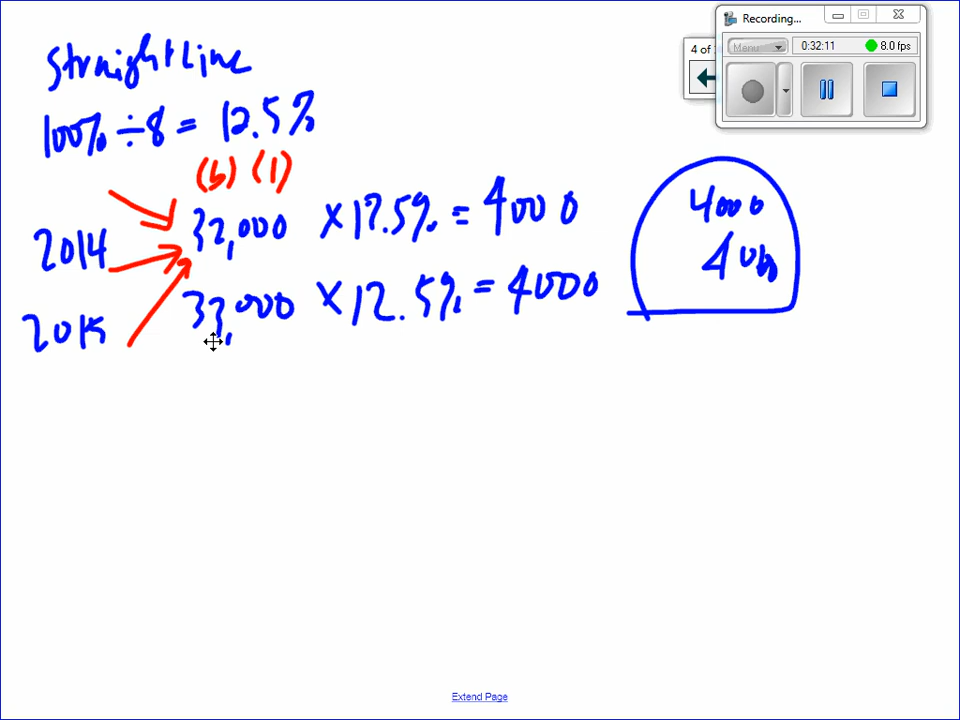 Straight Line
100% ÷ 8 = 12.5%
(b) (1)
2014 32,000 × 12.5% = 4000
2015 32,000 × 12.5% = 4000
4000
4000
Recording...
4 of
Menu
0:32:11
8.0 fps
Extend Page